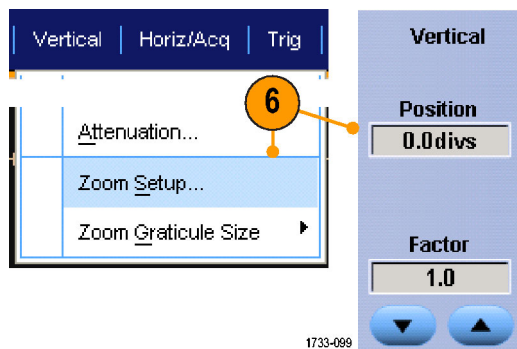 Vertical Horiz/Acq Trig
6
Attenuation...
Zoom Setup...
Zoom Graticule Size
Vertical
Position
0.0divs
Factor
1.0
1733-099